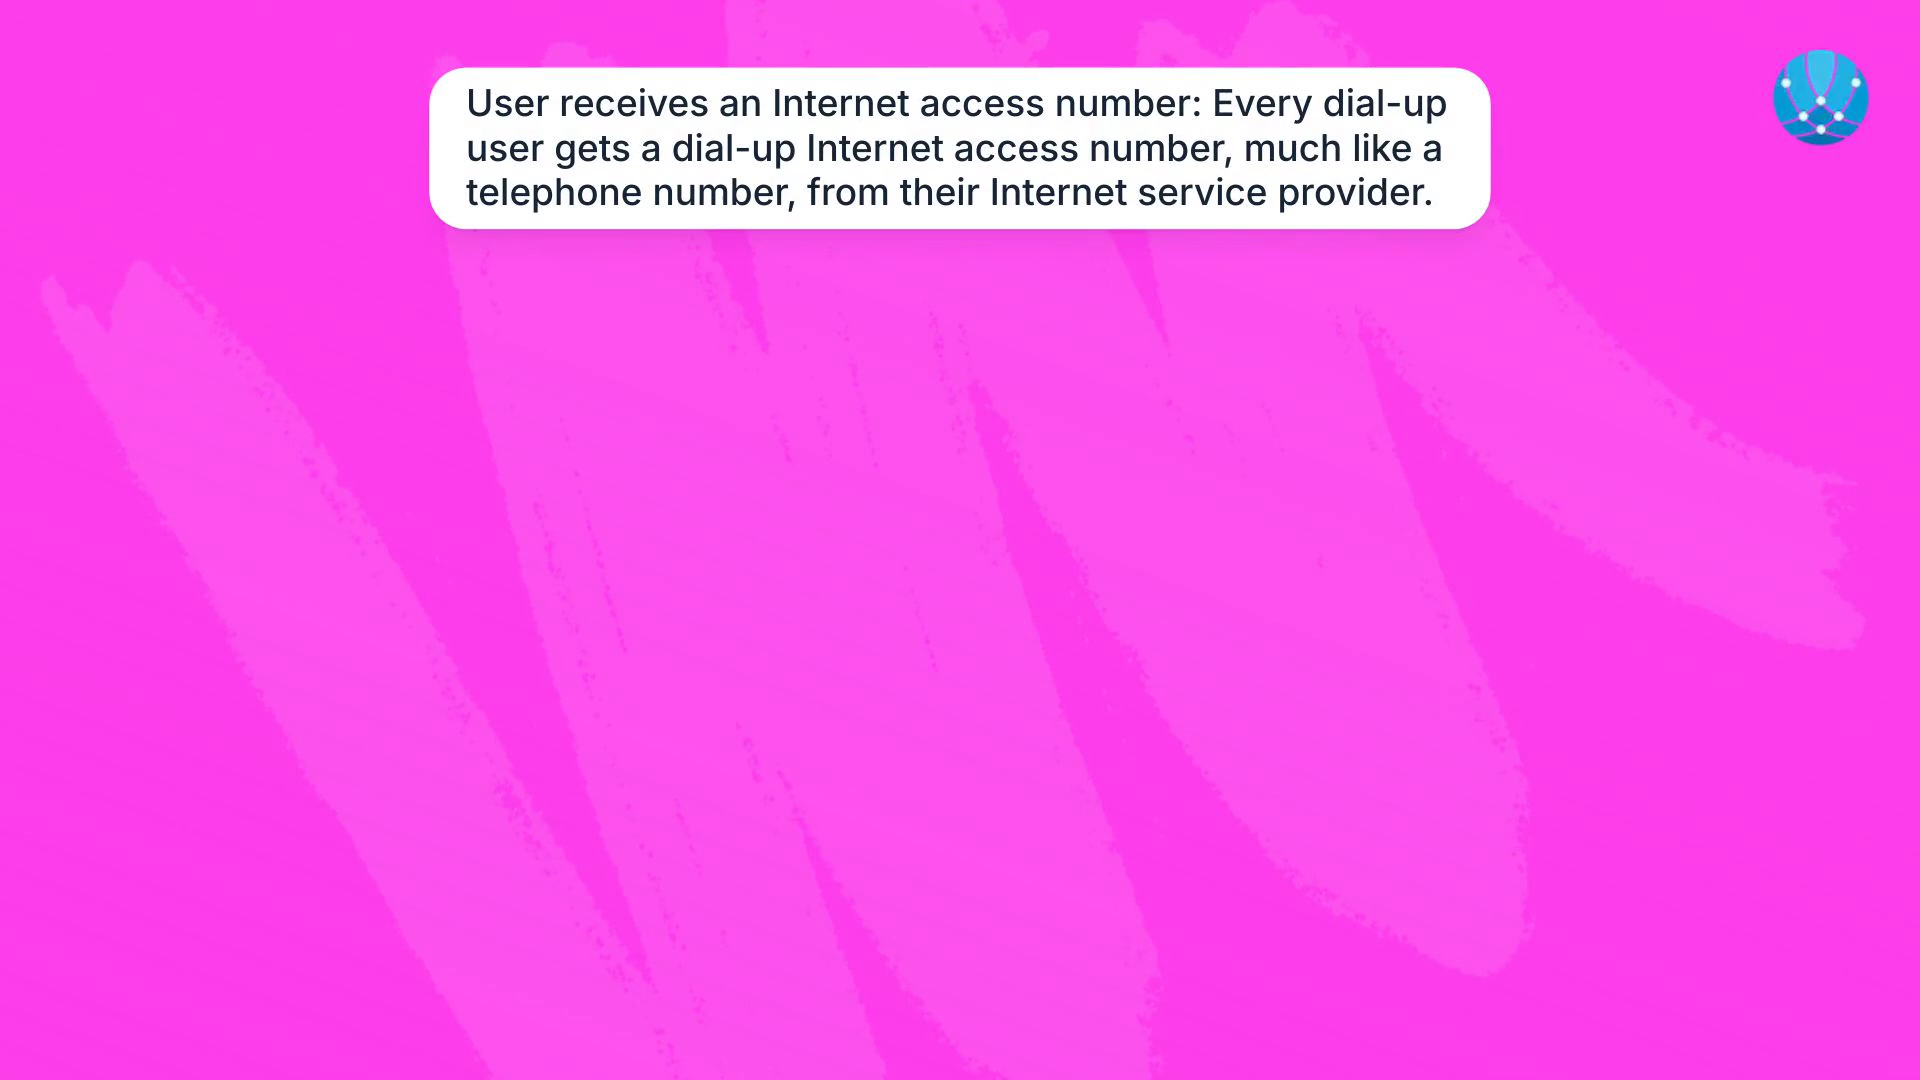 User receives an Internet access number: Every dial-up
user gets a dial-up Internet access number, much like a
telephone number, from their Internet service provider.